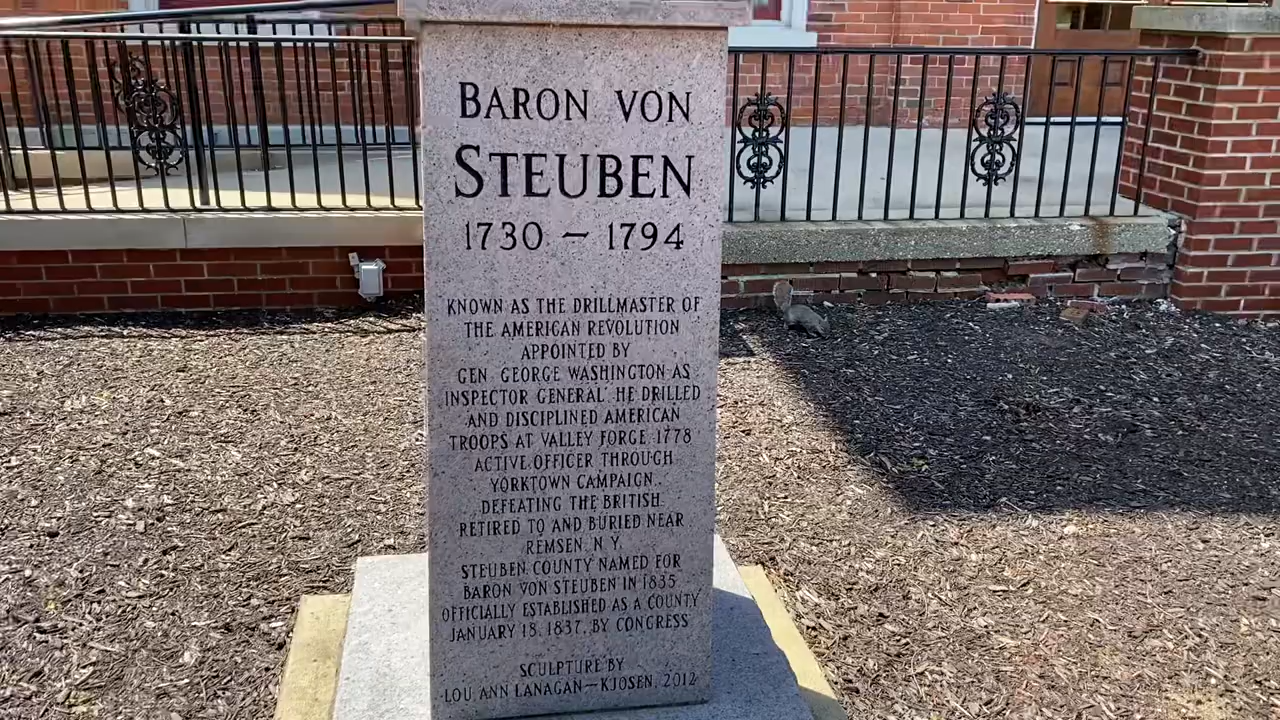 BARON VON
STEUBEN
1730 – 1794
KNOWN AS THE DRILLMASTER OF
THE AMERICAN REVOLUTION
APPOINTED BY
GEN. GEORGE WASHINGTON AS
INSPECTOR GENERAL. HE DRILLED
AND DISCIPLINED AMERICAN
TROOPS AT VALLEY FORGE, 1778
ACTIVE OFFICER THROUGH
YORKTOWN CAMPAIGN,
DEFEATING THE BRITISH.
RETIRED TO AND BURIED NEAR
REMSEN, N.Y.
STEUBEN COUNTY NAMED FOR
BARON VON STEUBEN IN 1835
OFFICIALLY ESTABLISHED AS A COUNTY
JANUARY 18, 1837, BY CONGRESS
SCULPTURE BY
LOU ANN LANAGAN–KJOSEN, 2012